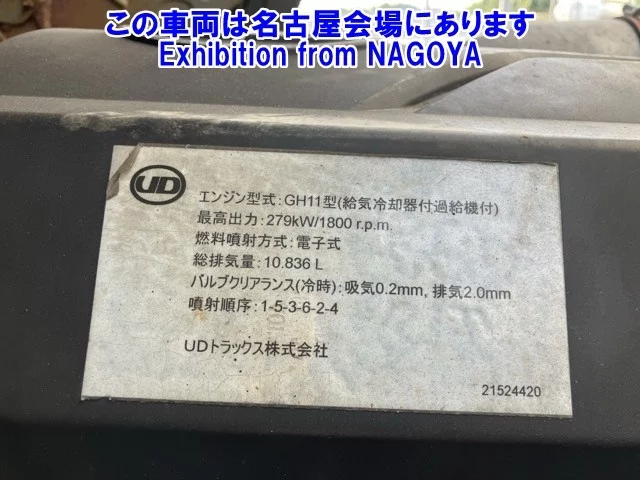 この車両は名古屋会場にあります
Exhibition from NAGOYA
UD
エンジン型式:GH11型(給気冷却器付過給機付)
最高出力:279kW/1800 r.p.m.
燃料噴射方式:電子式
総排気量:10.836 L
バルブクリアランス(冷時):吸気0.2mm, 排気2.0mm
噴射順序:1-5-3-6-2-4
UDトラックス株式会社
21524420